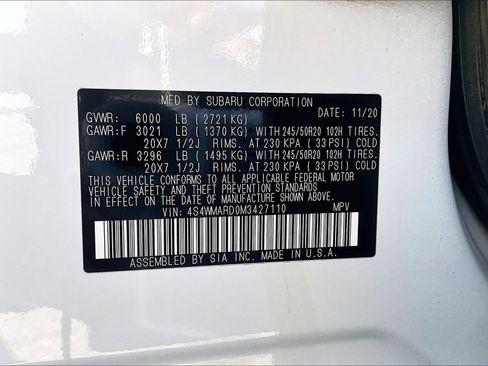 MFD BY SUBARU CORPORATION
GVWR: 6000 LB ( 2721 KG) 11/20
GAWR:F 3021 LB ( 1370 KG) WITH 245/50R20 102H TIRES.
20X7 1/2J RIMS. AT 230 KPA ( 33 PSI) COLD
GAWR:R 3296 LB ( 1495 KG) WITH 245/50R20 102H TIRES.
20X7 1/2J RIMS. AT 230 KPA ( 33 PSI) COLD
THIS VEHICLE CONFORMS TO ALL APPLICABLE FEDERAL MOTOR
VEHICLE SAFETY AND THEFT PREVENTION STANDARDS
IN EFFECT ON THE DATE OF MANUFACTURE SHOWN ABOVE.
VIN: 4S4WMARD0M3427110 MPV
ASSEMBLED BY SIA INC. MADE IN U.S.A.